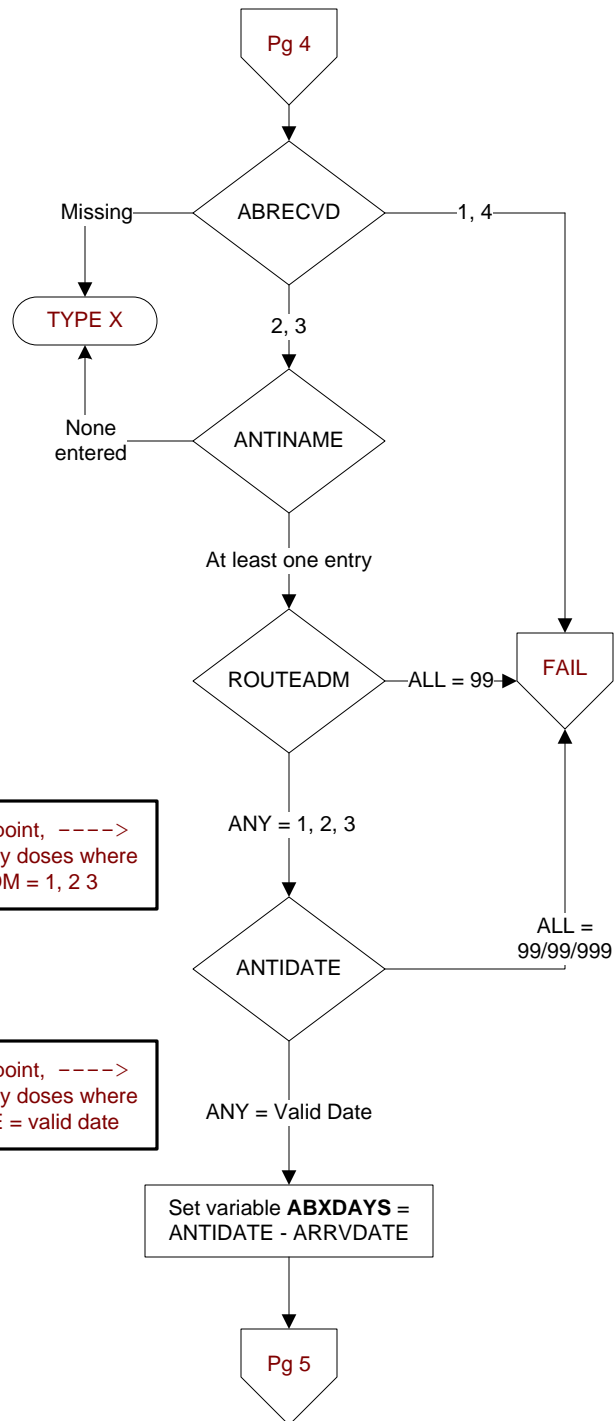 Pg 4
ABRECVD
Missing
1, 4
TYPE X
2, 3
ANTINAME
None
entered
At least one entry
ROUTEADM
ALL = 99
FAIL
ANY = 1, 2, 3
point, ---->
y doses where
M = 1, 2 3
ANTIDATE
ALL =
99/99/999
point, ---->
y doses where
= valid date
ANY = Valid Date
Set variable ABXDAYS =
ANTIDATE - ARRVDATE
Pg 5